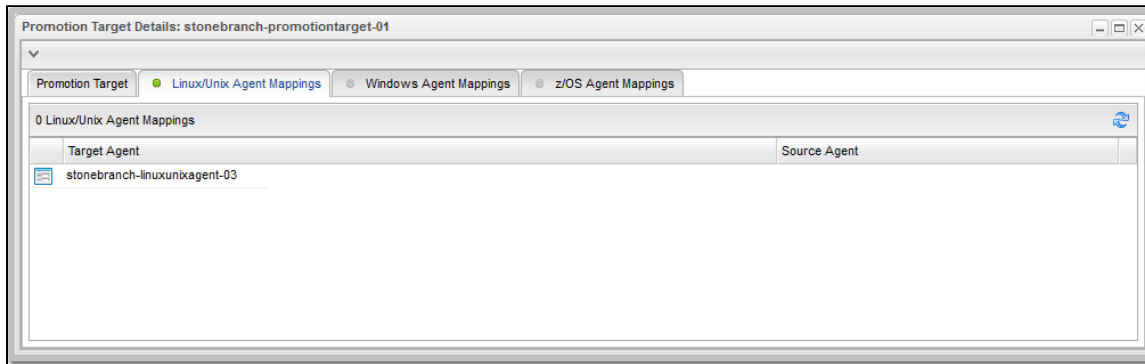 Promotion Target Details: stonebranch-promotiontarget-01
Promotion Target Linux/Unix Agent Mappings Windows Agent Mappings z/OS Agent Mappings
0 Linux/Unix Agent Mappings
Target Agent Source Agent
stonebranch-linuxunixagent-03